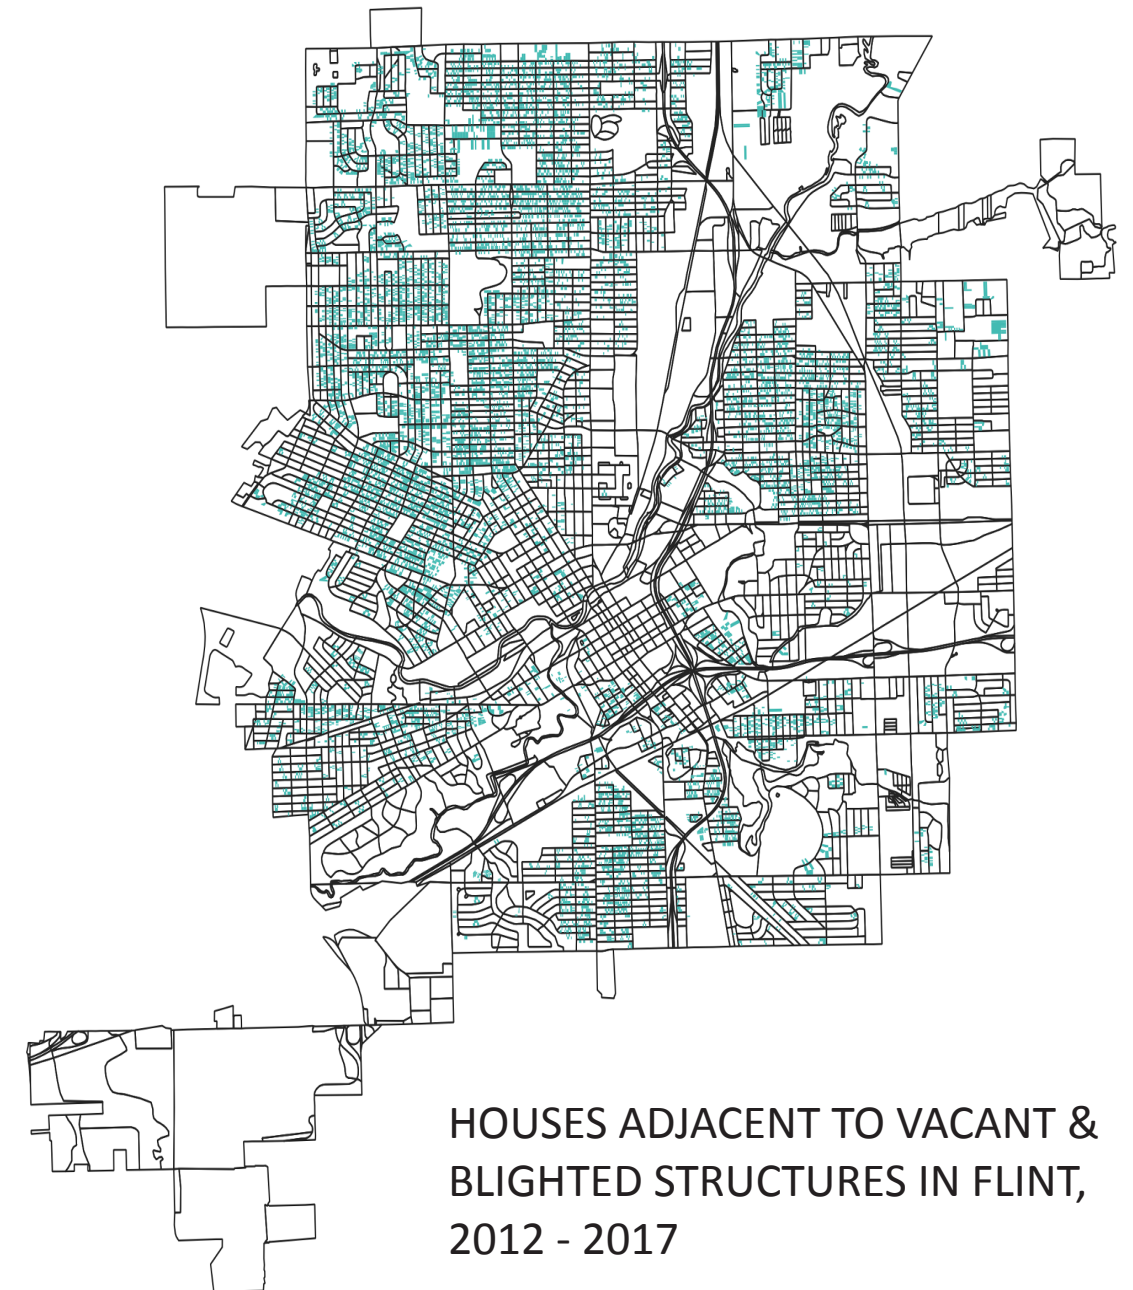 HOUSES ADJACENT TO VACANT &
BLIGHTED STRUCTURES IN FLINT,
2012 - 2017